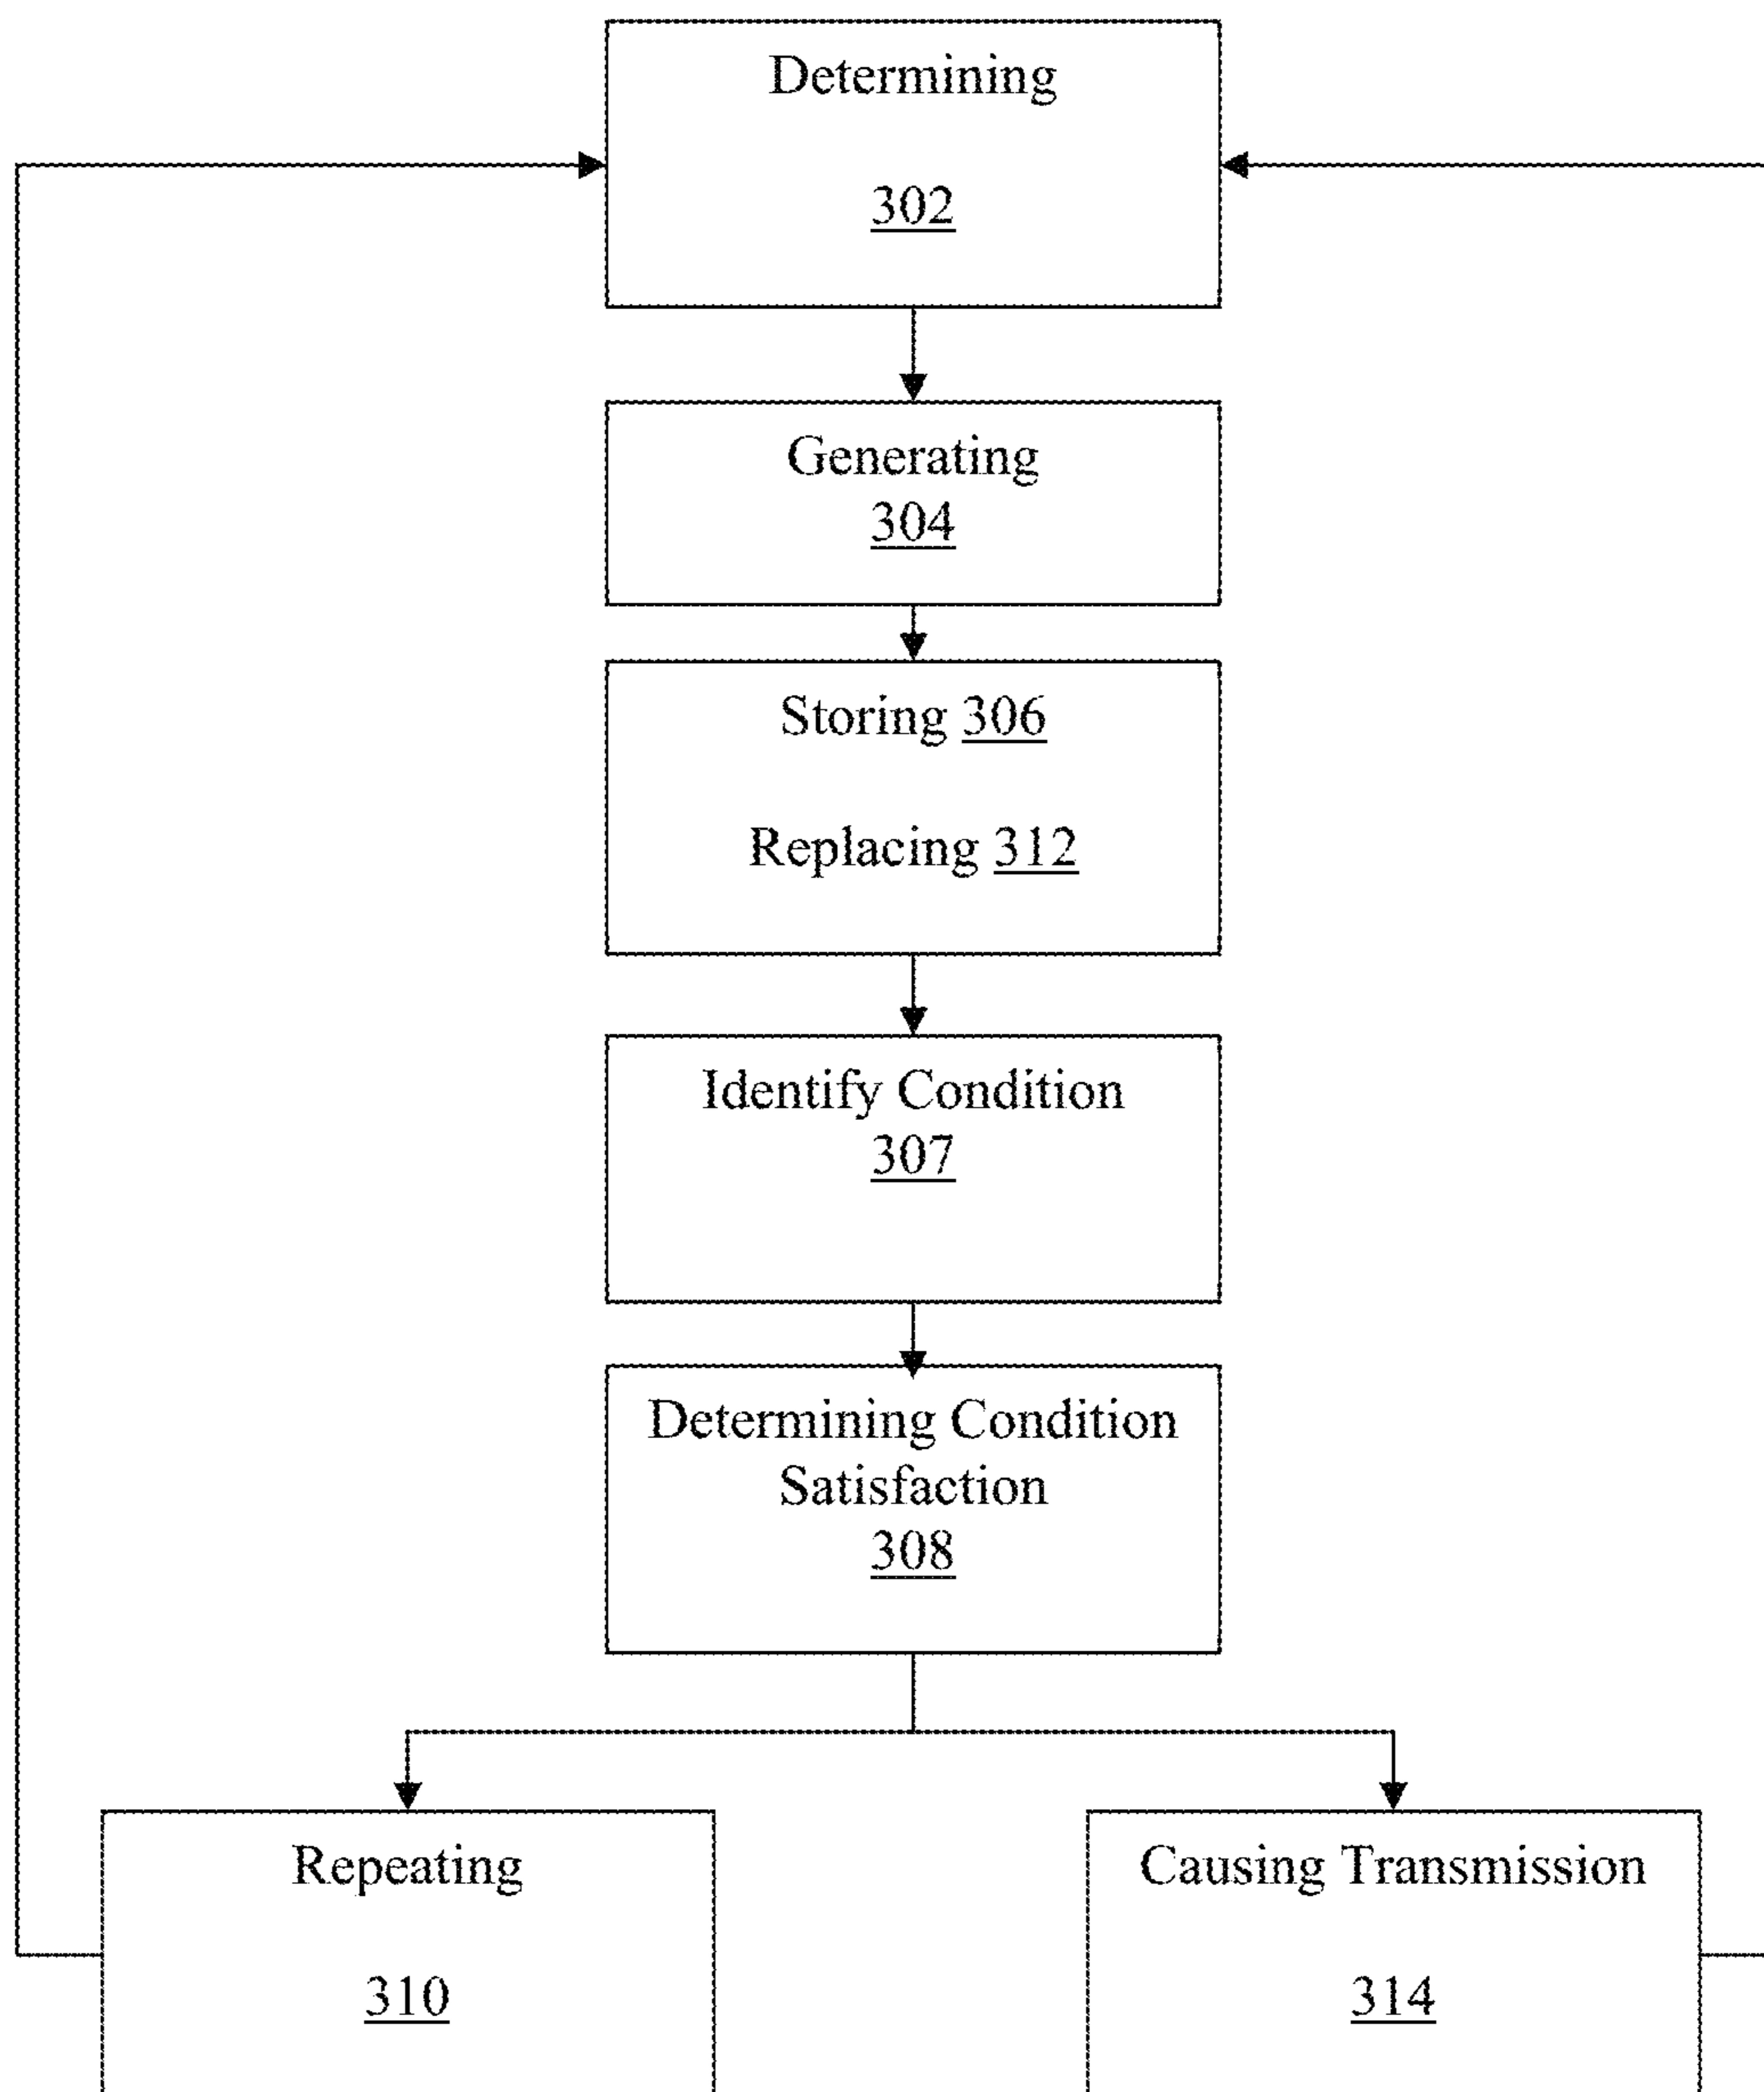 Determining
302
Generating
304
Storing 306
Replacing 312
Identify Condition
307
Determining Condition
Satisfaction
308
Repeating
310
Causing Transmission
314